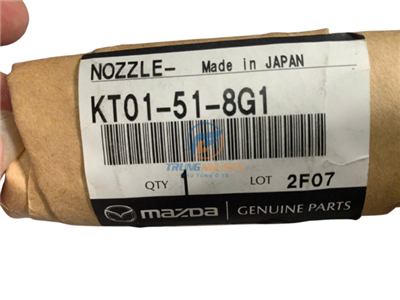 NOZZLE- Made in JAPAN
KT01-51-8G1
QTY 1 LOT 2F07
mazda GENUINE PARTS